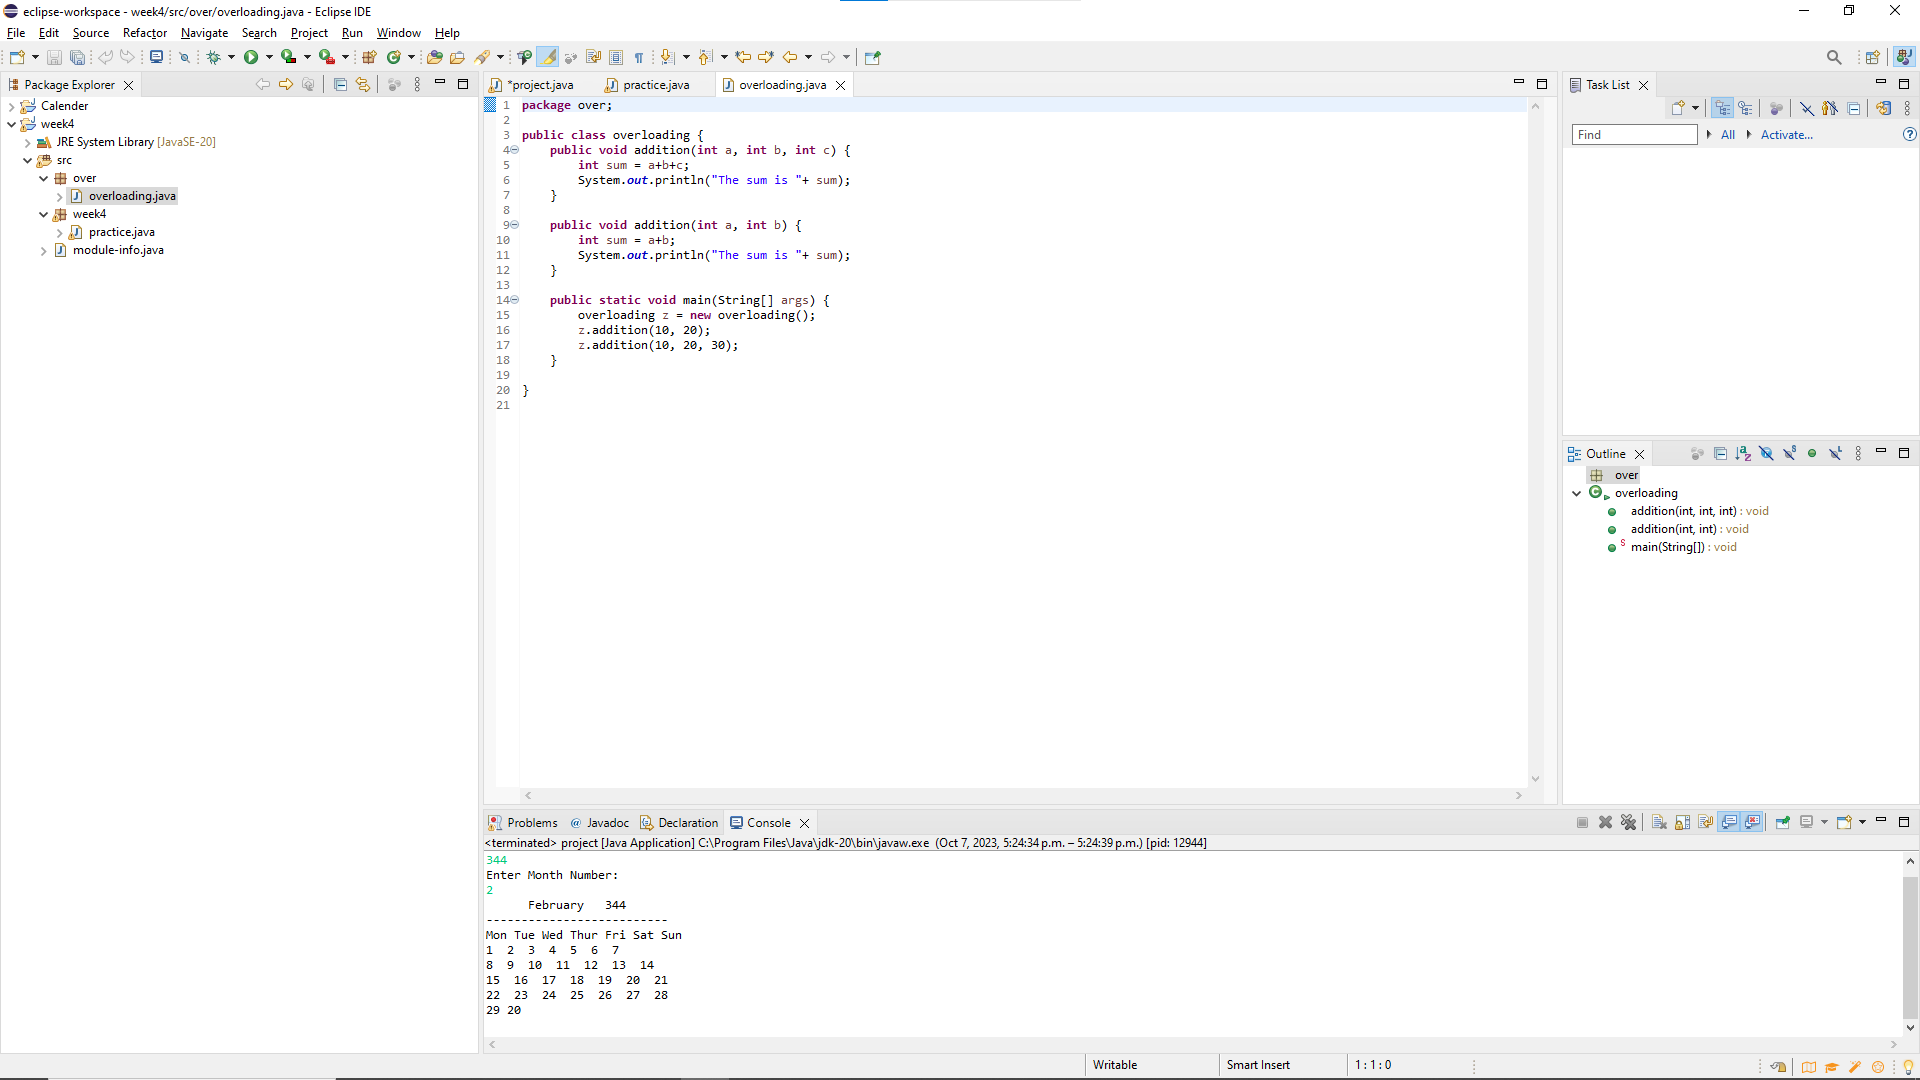 eclipse-workspace - week4/src/over/overloading.java - Eclipse IDE
File Edit Source Refactor Navigate Search Project Run Window Help
Package Explorer
Calender
week4
JRE System Library [JavaSE-20]
src
over
overloading.java
week4
practice.java
module-info.java
*project.java practice.java overloading.java
1 package over;
2
3 public class overloading {
4 public void addition(int a, int b, int c) {
5 int sum = a+b+c;
6 System.out.println("The sum is "+ sum);
7 }
8
9 public void addition(int a, int b) {
10 int sum = a+b;
11 System.out.println("The sum is "+ sum);
12 }
13
14 public static void main(String[] args) {
15 overloading z = new overloading();
16 z.addition(10, 20);
17 z.addition(10, 20, 30);
18 }
19
20 }
21
Task List
Find All Activate...
Outline
over
overloading
addition(int, int, int) : void
addition(int, int) : void
main(String[]) : void
Problems Javadoc Declaration Console
<terminated> project [Java Application] C:\Program Files\Java\jdk-20\bin\javaw.exe (Oct 7, 2023, 5:24:34 p.m. – 5:24:39 p.m.) [pid: 12944]
344
Enter Month Number:
2
February 344
--------------------------
Mon Tue Wed Thur Fri Sat Sun
1 2 3 4 5 6 7
8 9 10 11 12 13 14
15 16 17 18 19 20 21
22 23 24 25 26 27 28
29 20
Writable Smart Insert 1 : 1 : 0